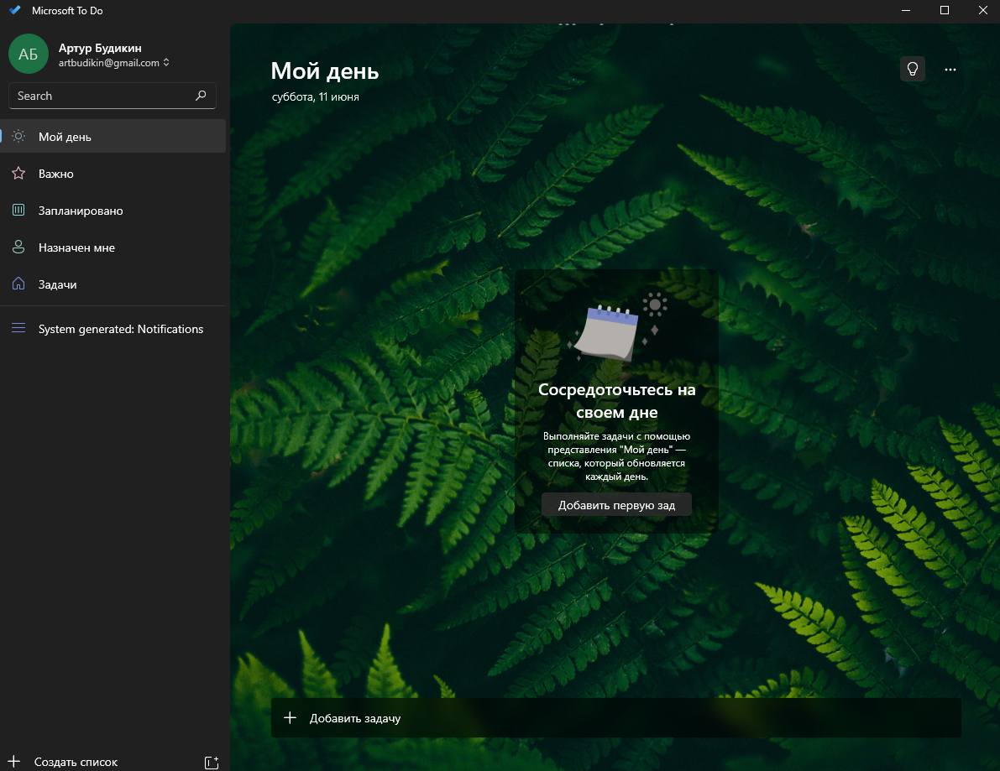 Microsoft To Do
АБ
Артур Будикин
artbudikin@gmail.com
Search
Мой день
Важно
Запланировано
Назначен мне
Задачи
System generated: Notifications
Создать список
Мой день
суббота, 11 июня
Сосредоточьтесь на
своем дне
Выполняйте задачи с помощью
представления "Мой день" —
списка, который обновляется
каждый день.
Добавить первую зад
Добавить задачу